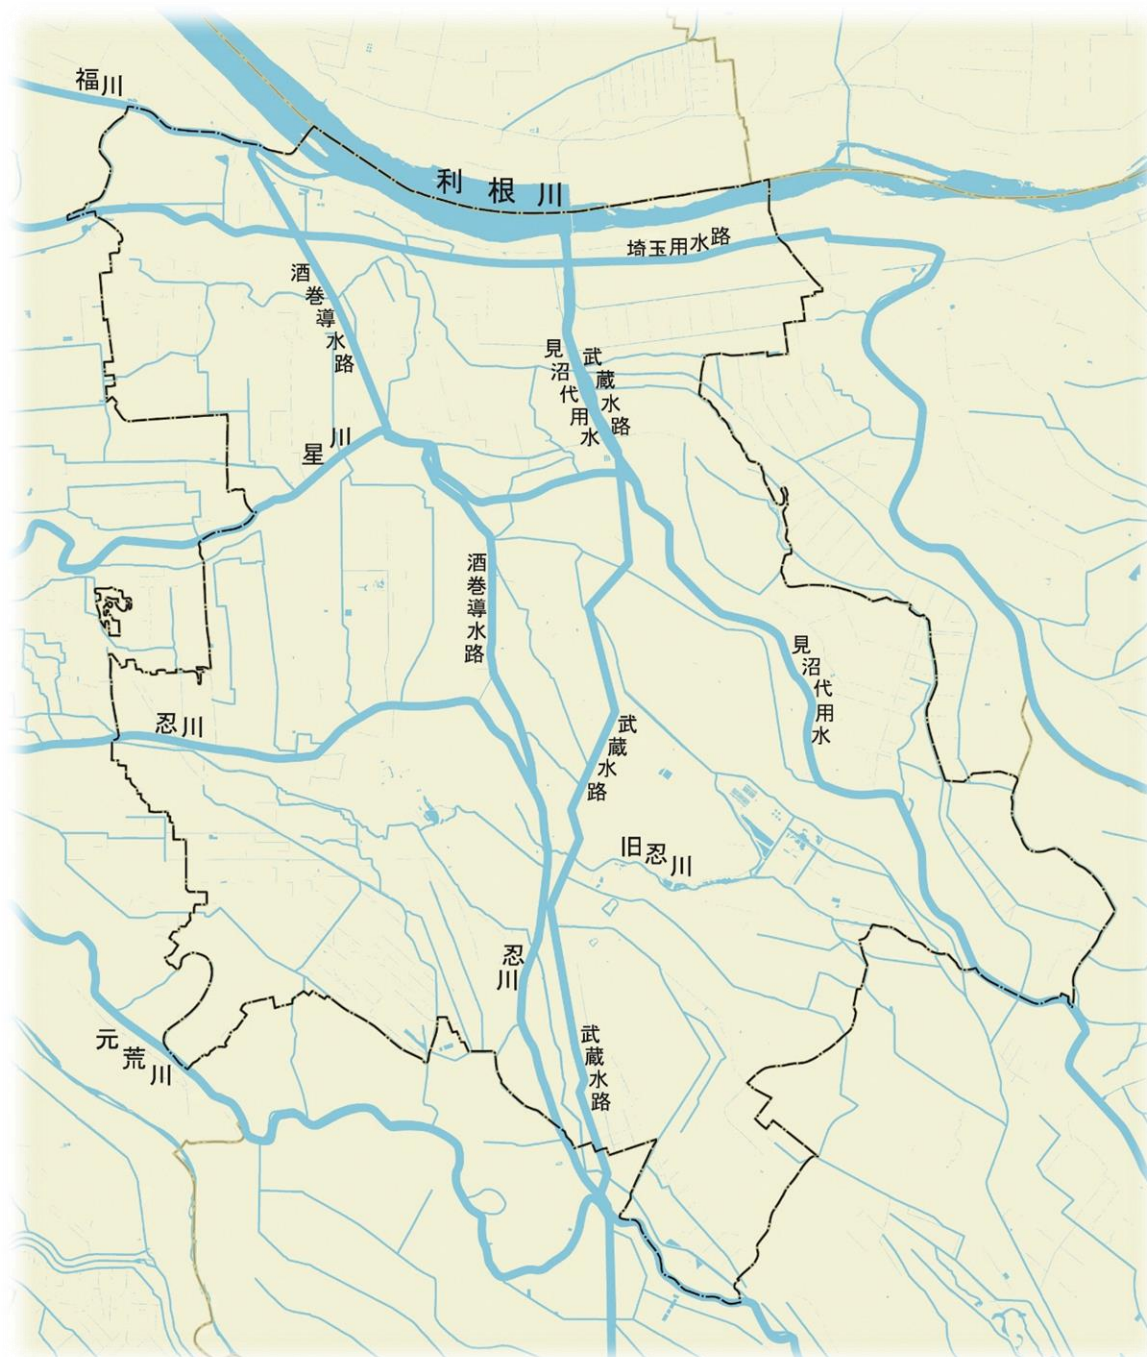 福川
利根川
埼玉用水路
酒巻導水路
見沼代用水
武蔵水路
星川
酒巻導水路
見沼代用水
忍川
武蔵水路
旧忍川
忍川
元荒川
武蔵水路